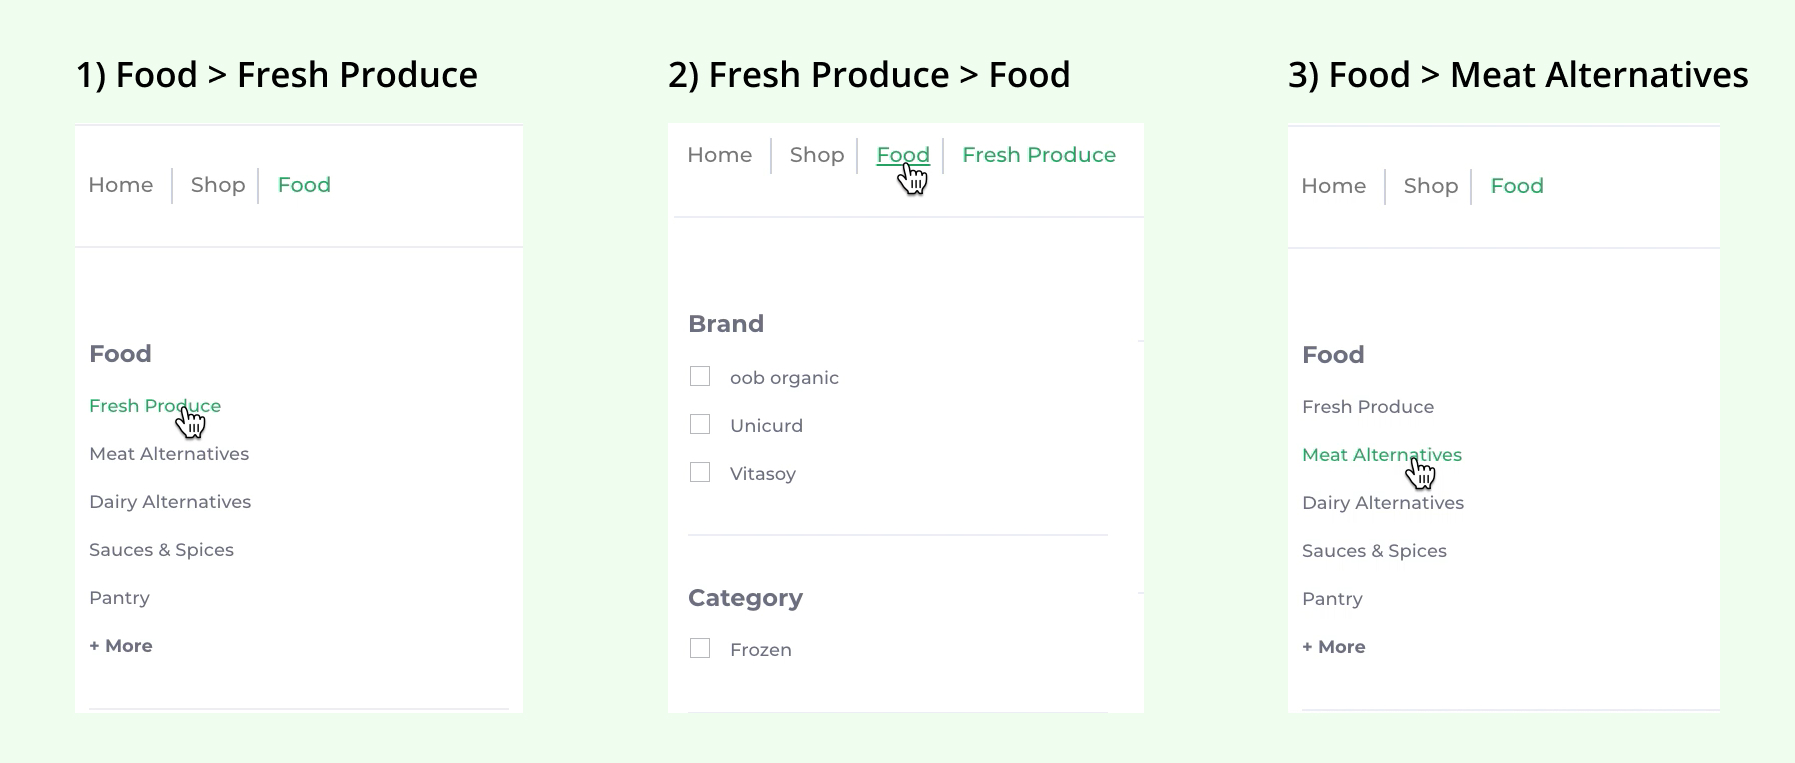 1) Food > Fresh Produce
Home Shop Food
Food
Fresh Produce
Meat Alternatives
Dairy Alternatives
Sauces & Spices
Pantry
+ More
2) Fresh Produce > Food
Home Shop Food Fresh Produce
Brand
oob organic
Unicurd
Vitasoy
Category
Frozen
3) Food > Meat Alternatives
Home Shop Food
Food
Fresh Produce
Meat Alternatives
Dairy Alternatives
Sauces & Spices
Pantry
+ More